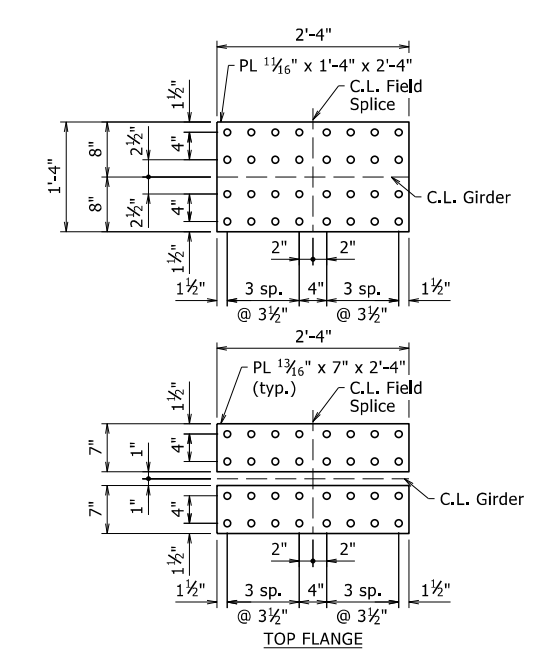 2'-4"
PL 11/16" x 1'-4" x 2'-4"
C.L. Field
Splice
1½"
8"
2½"
4"
1'-4"
C.L. Girder
8"
2½"
4"
1½"
2" 2"
1½" 3 sp. 4" 3 sp. 1½"
@ 3½" @ 3½"
2'-4"
PL 13/16" x 7" x 2'-4"
(typ.)
C.L. Field
Splice
1½"
7"
1"
4"
C.L. Girder
7"
1"
4"
1½"
2" 2"
1½" 3 sp. 4" 3 sp. 1½"
@ 3½" @ 3½"
TOP FLANGE